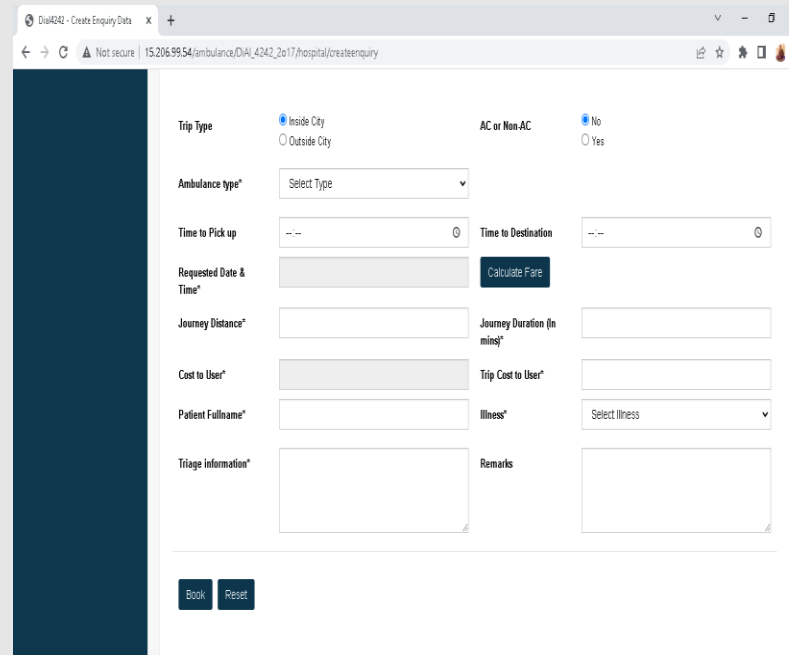 Dial4242 - Create Enquiry Data
Not secure | 15.206.99.54/ambulance/DiAl_4242_2o17/hospital/createenquiry
Trip Type
Inside City
Outside City
AC or Non-AC
No
Yes
Ambulance type*
Select Type
Time to Pick up
--:--
Time to Destination
--:--
Requested Date &
Time*
Calculate Fare
Journey Distance*
Journey Duration (In
mins)*
Cost to User*
Trip Cost to User*
Patient Fullname*
Illness*
Select Illness
Triage information*
Remarks
Book
Reset